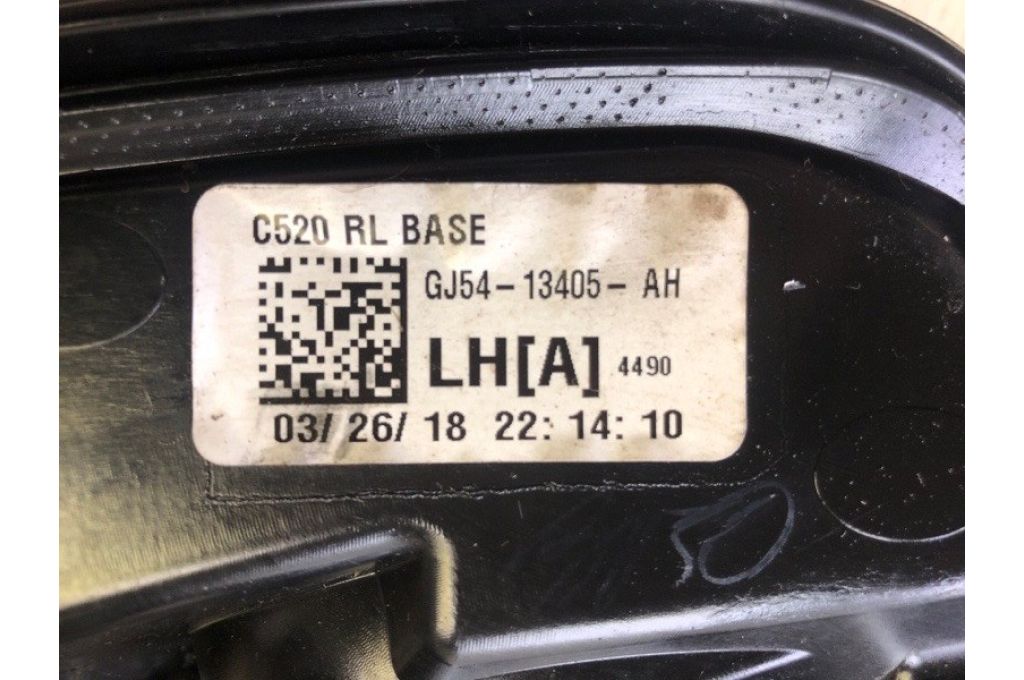 C520 RL BASE
GJ54-13405-AH
LH[A] 4490
03/26/18 22:14:10